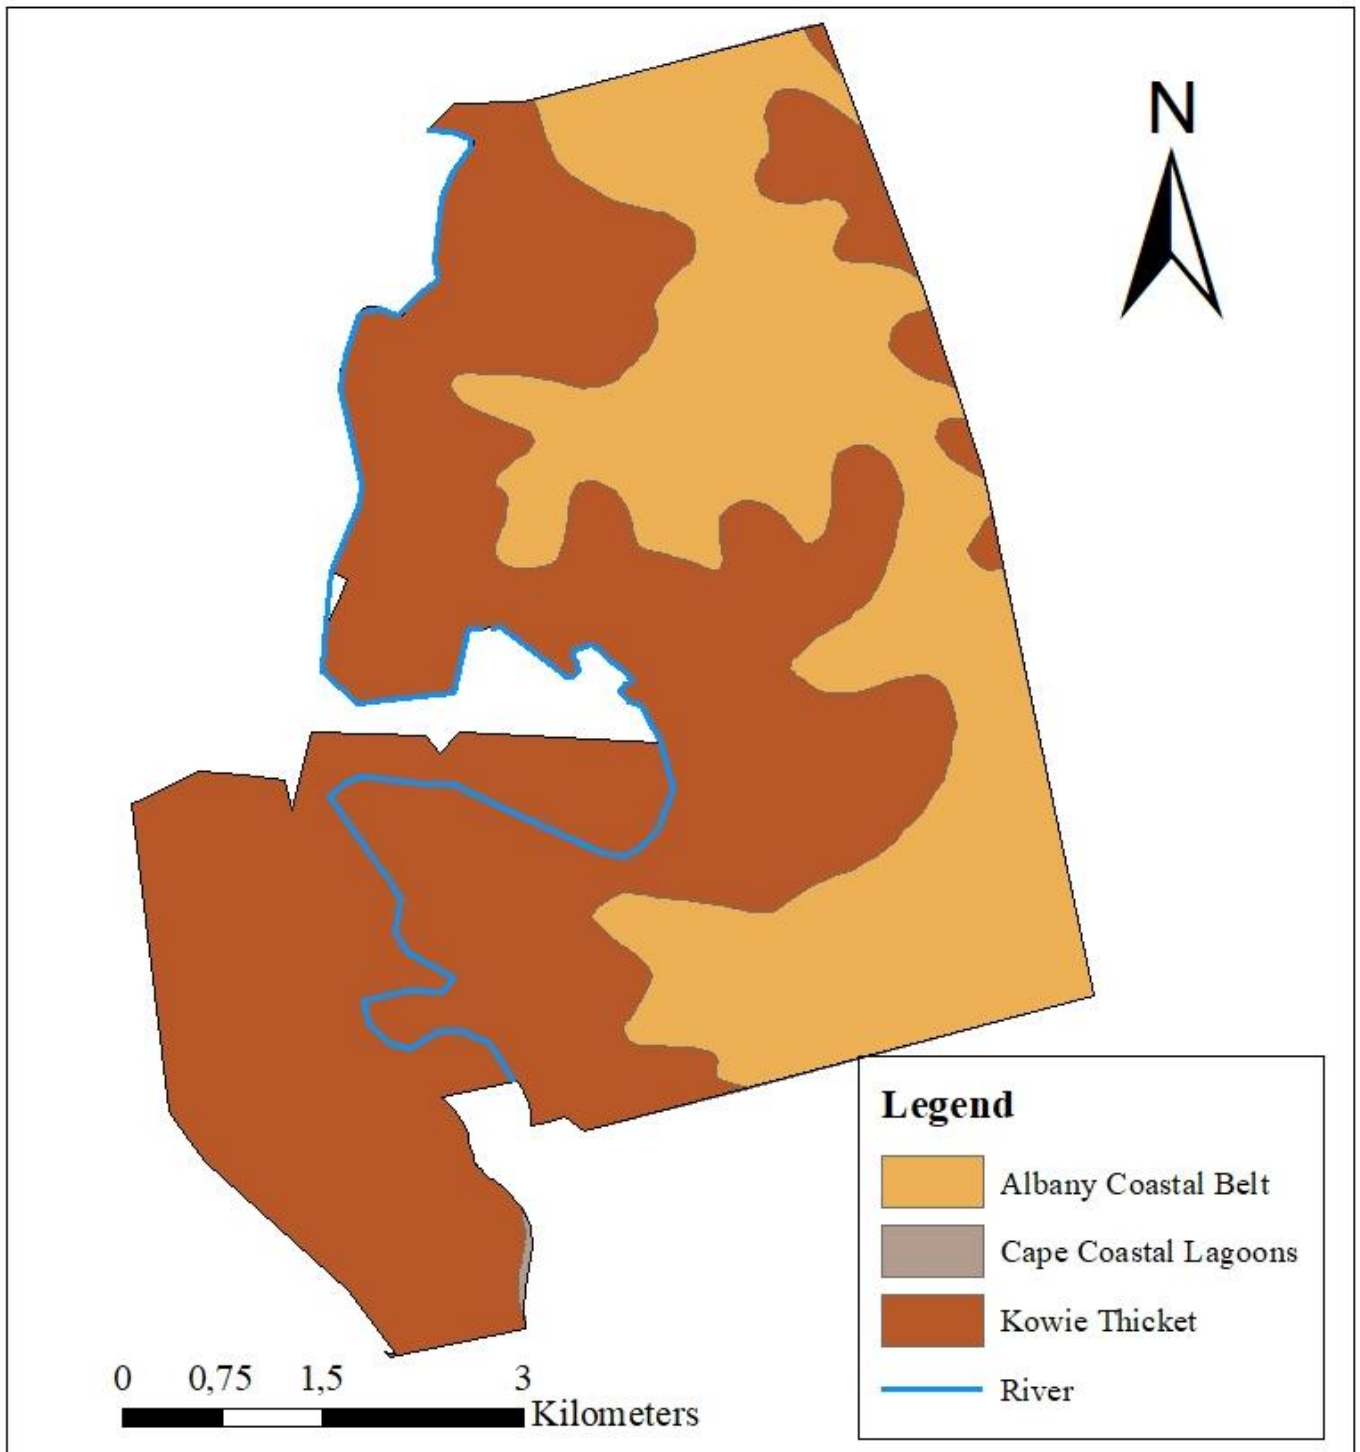 N
Legend
Albany Coastal Belt
Cape Coastal Lagoons
Kowie Thicket
River
0 0,75 1,5 3
Kilometers